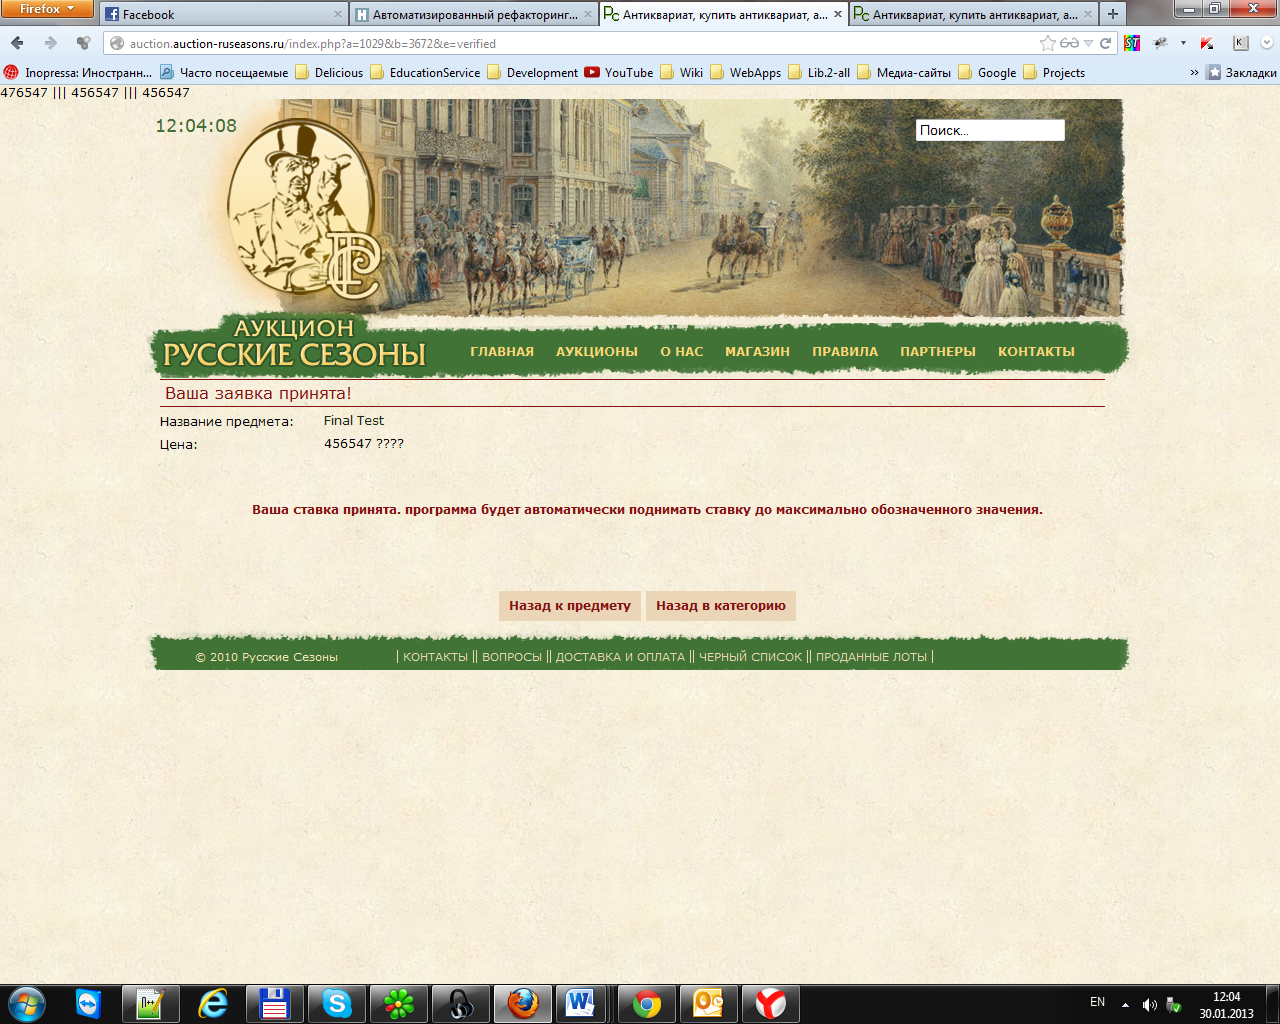 Firefox
Facebook
Автоматизированный рефакторинг...
Антиквариат, купить антиквариат, а...
Антиквариат, купить антиквариат, а...
auction.auction-ruseasons.ru/index.php?a=1029&b=3672&e=verified
Inopressa: Иностранн...
Часто посещаемые
Delicious
EducationService
Development
YouTube
Wiki
WebApps
Lib.2-all
Медиа-сайты
Google
Projects
»
Закладки
476547 ||| 456547 ||| 456547
12:04:08
Поиск...
РС
АУКЦИОН
РУССКИЕ СЕЗОНЫ
ГЛАВНАЯ АУКЦИОНЫ О НАС МАГАЗИН ПРАВИЛА ПАРТНЕРЫ КОНТАКТЫ
Ваша заявка принята!
Название предмета: Final Test
Цена: 456547 ????
Ваша ставка принята. программа будет автоматически поднимать ставку до максимально обозначенного значения.
Назад к предмету Назад в категорию
© 2010 Русские Сезоны | КОНТАКТЫ || ВОПРОСЫ || ДОСТАВКА И ОПЛАТА || ЧЕРНЫЙ СПИСОК || ПРОДАННЫЕ ЛОТЫ |
EN
12:04
30.01.2013